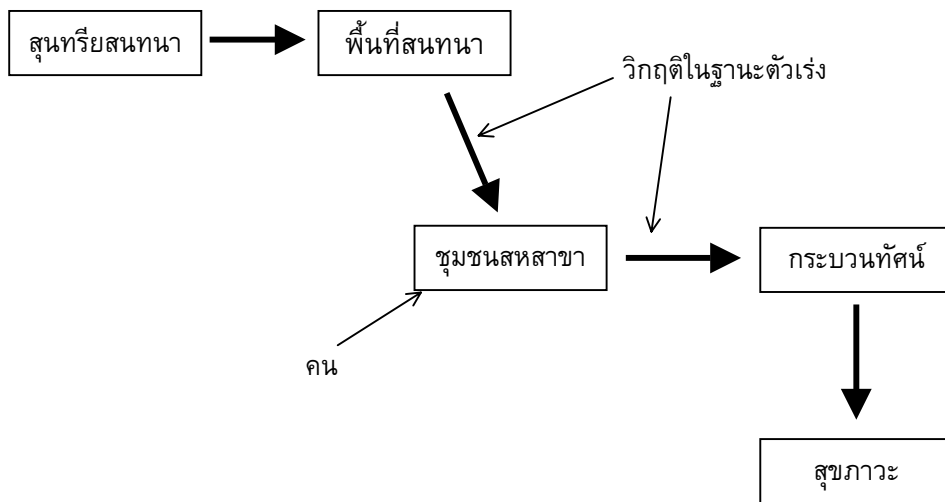 สุนทรียสนทนา
พื้นที่สนทนา
วิกฤติในฐานะตัวเร่ง
ชุมชนสหสาขา
กระบวนทัศน์
คน
สุขภาวะ